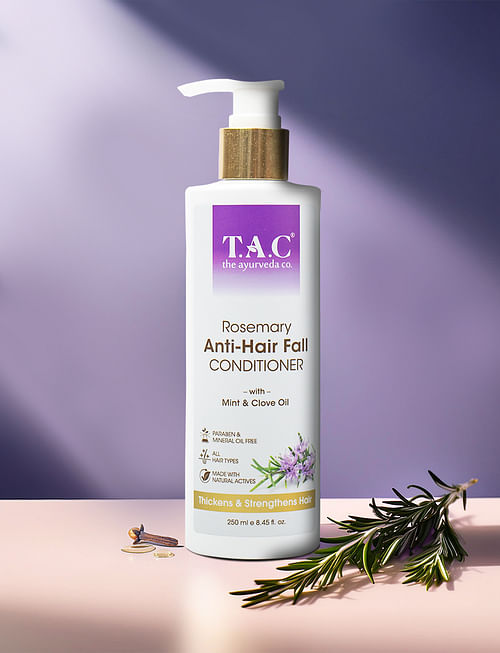 T.A.C®
the ayurveda co.
Rosemary
Anti-Hair Fall
CONDITIONER
– with –
Mint & Clove Oil
PARABEN &
MINERAL OIL FREE
ALL
HAIR TYPES
MADE WITH
NATURAL ACTIVES
Thickens & Strengthens Hair
250 ml e 8.45 fl. oz.